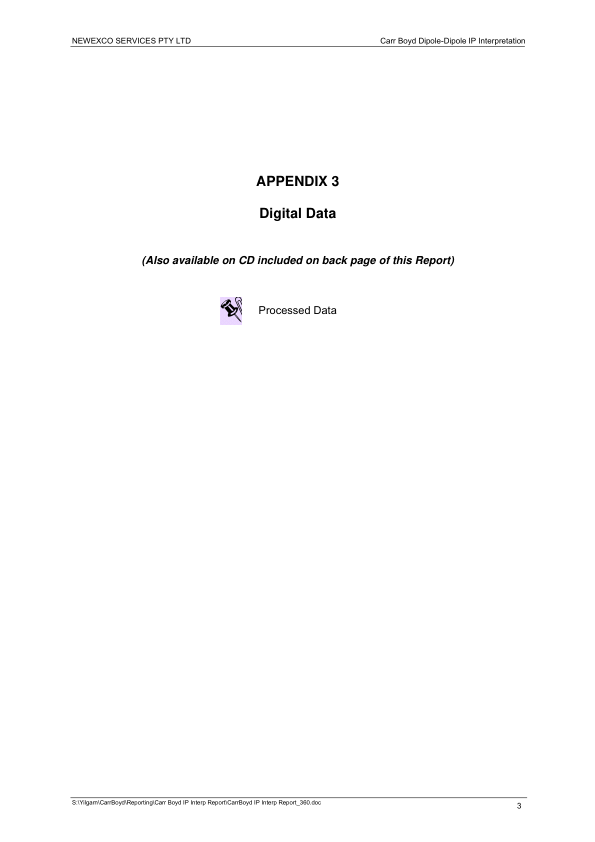 NEWEXCO SERVICES PTY LTD Carr Boyd Dipole-Dipole IP Interpretation
APPENDIX 3
Digital Data
(Also available on CD included on back page of this Report)
Processed Data
S:\Yilgarn\CarrBoyd\Reporting\Carr Boyd IP Interp Report\CarrBoyd IP Interp Report_360.doc
3